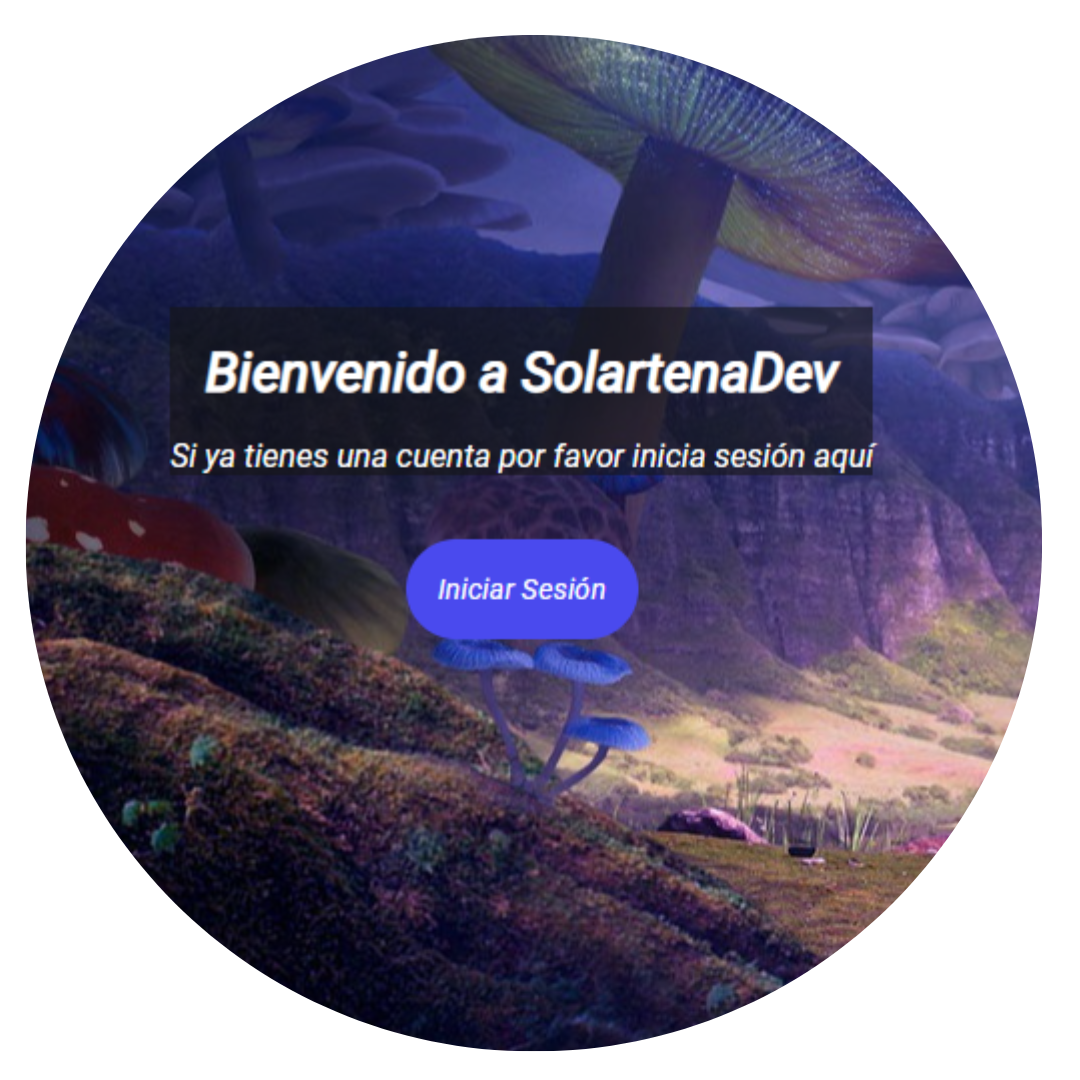 Bienvenido a SolartenaDev
Si ya tienes una cuenta por favor inicia sesión aquí
Iniciar Sesión